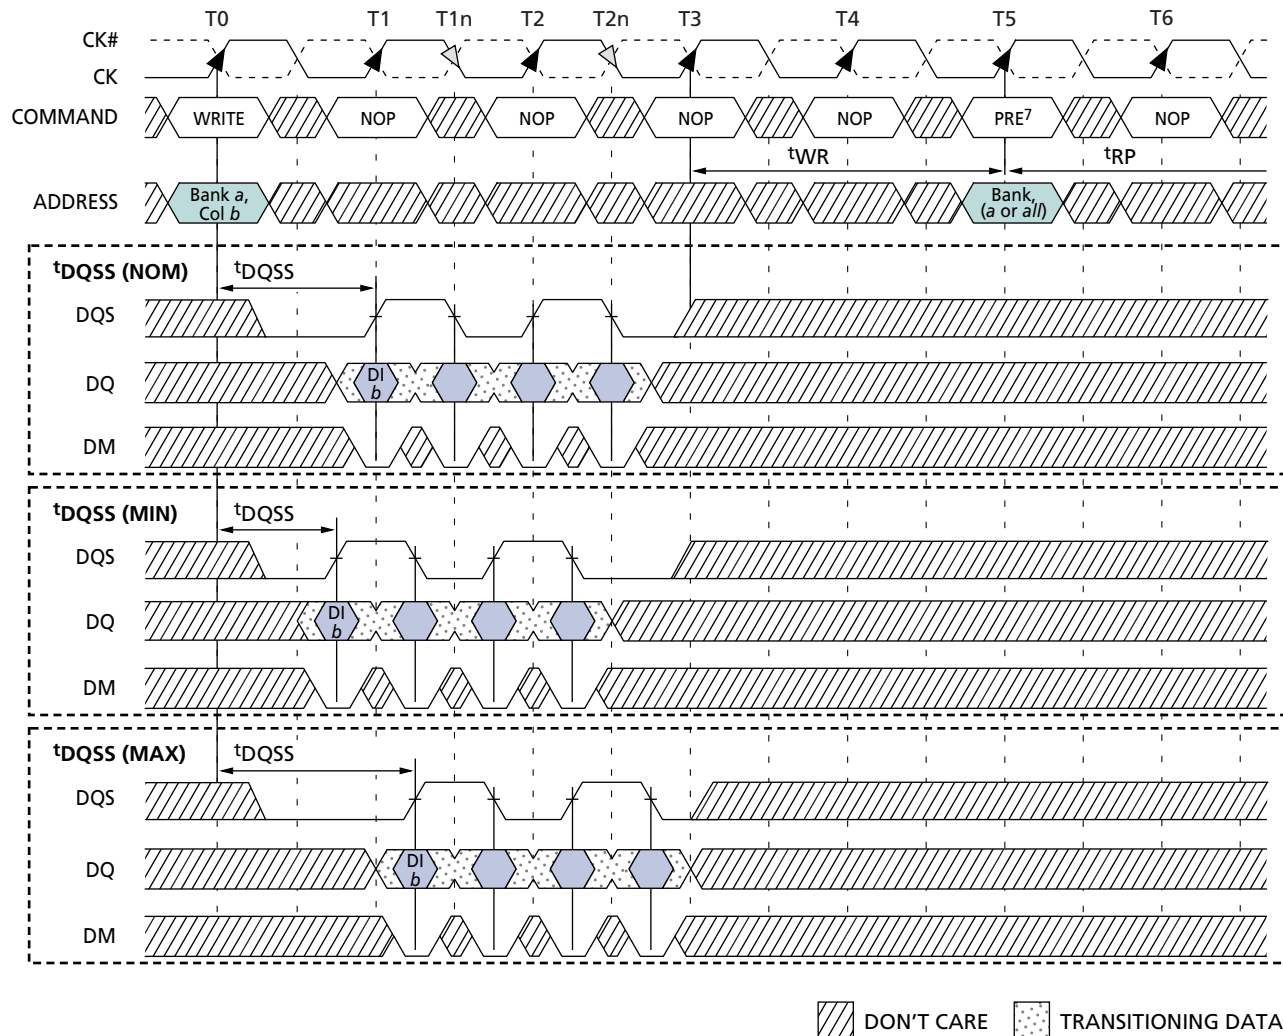 T0 T1 T1n T2 T2n T3 T4 T5 T6
CK#
CK
COMMAND WRITE NOP NOP NOP NOP PRE7 NOP
tWR tRP
ADDRESS Bank a, Col b Bank, (a or all)
tDQSS (NOM) tDQSS
DQS
DQ DI b
DM
tDQSS (MIN) tDQSS
DQS
DQ DI b
DM
tDQSS (MAX) tDQSS
DQS
DQ DI b
DM
DON'T CARE TRANSITIONING DATA